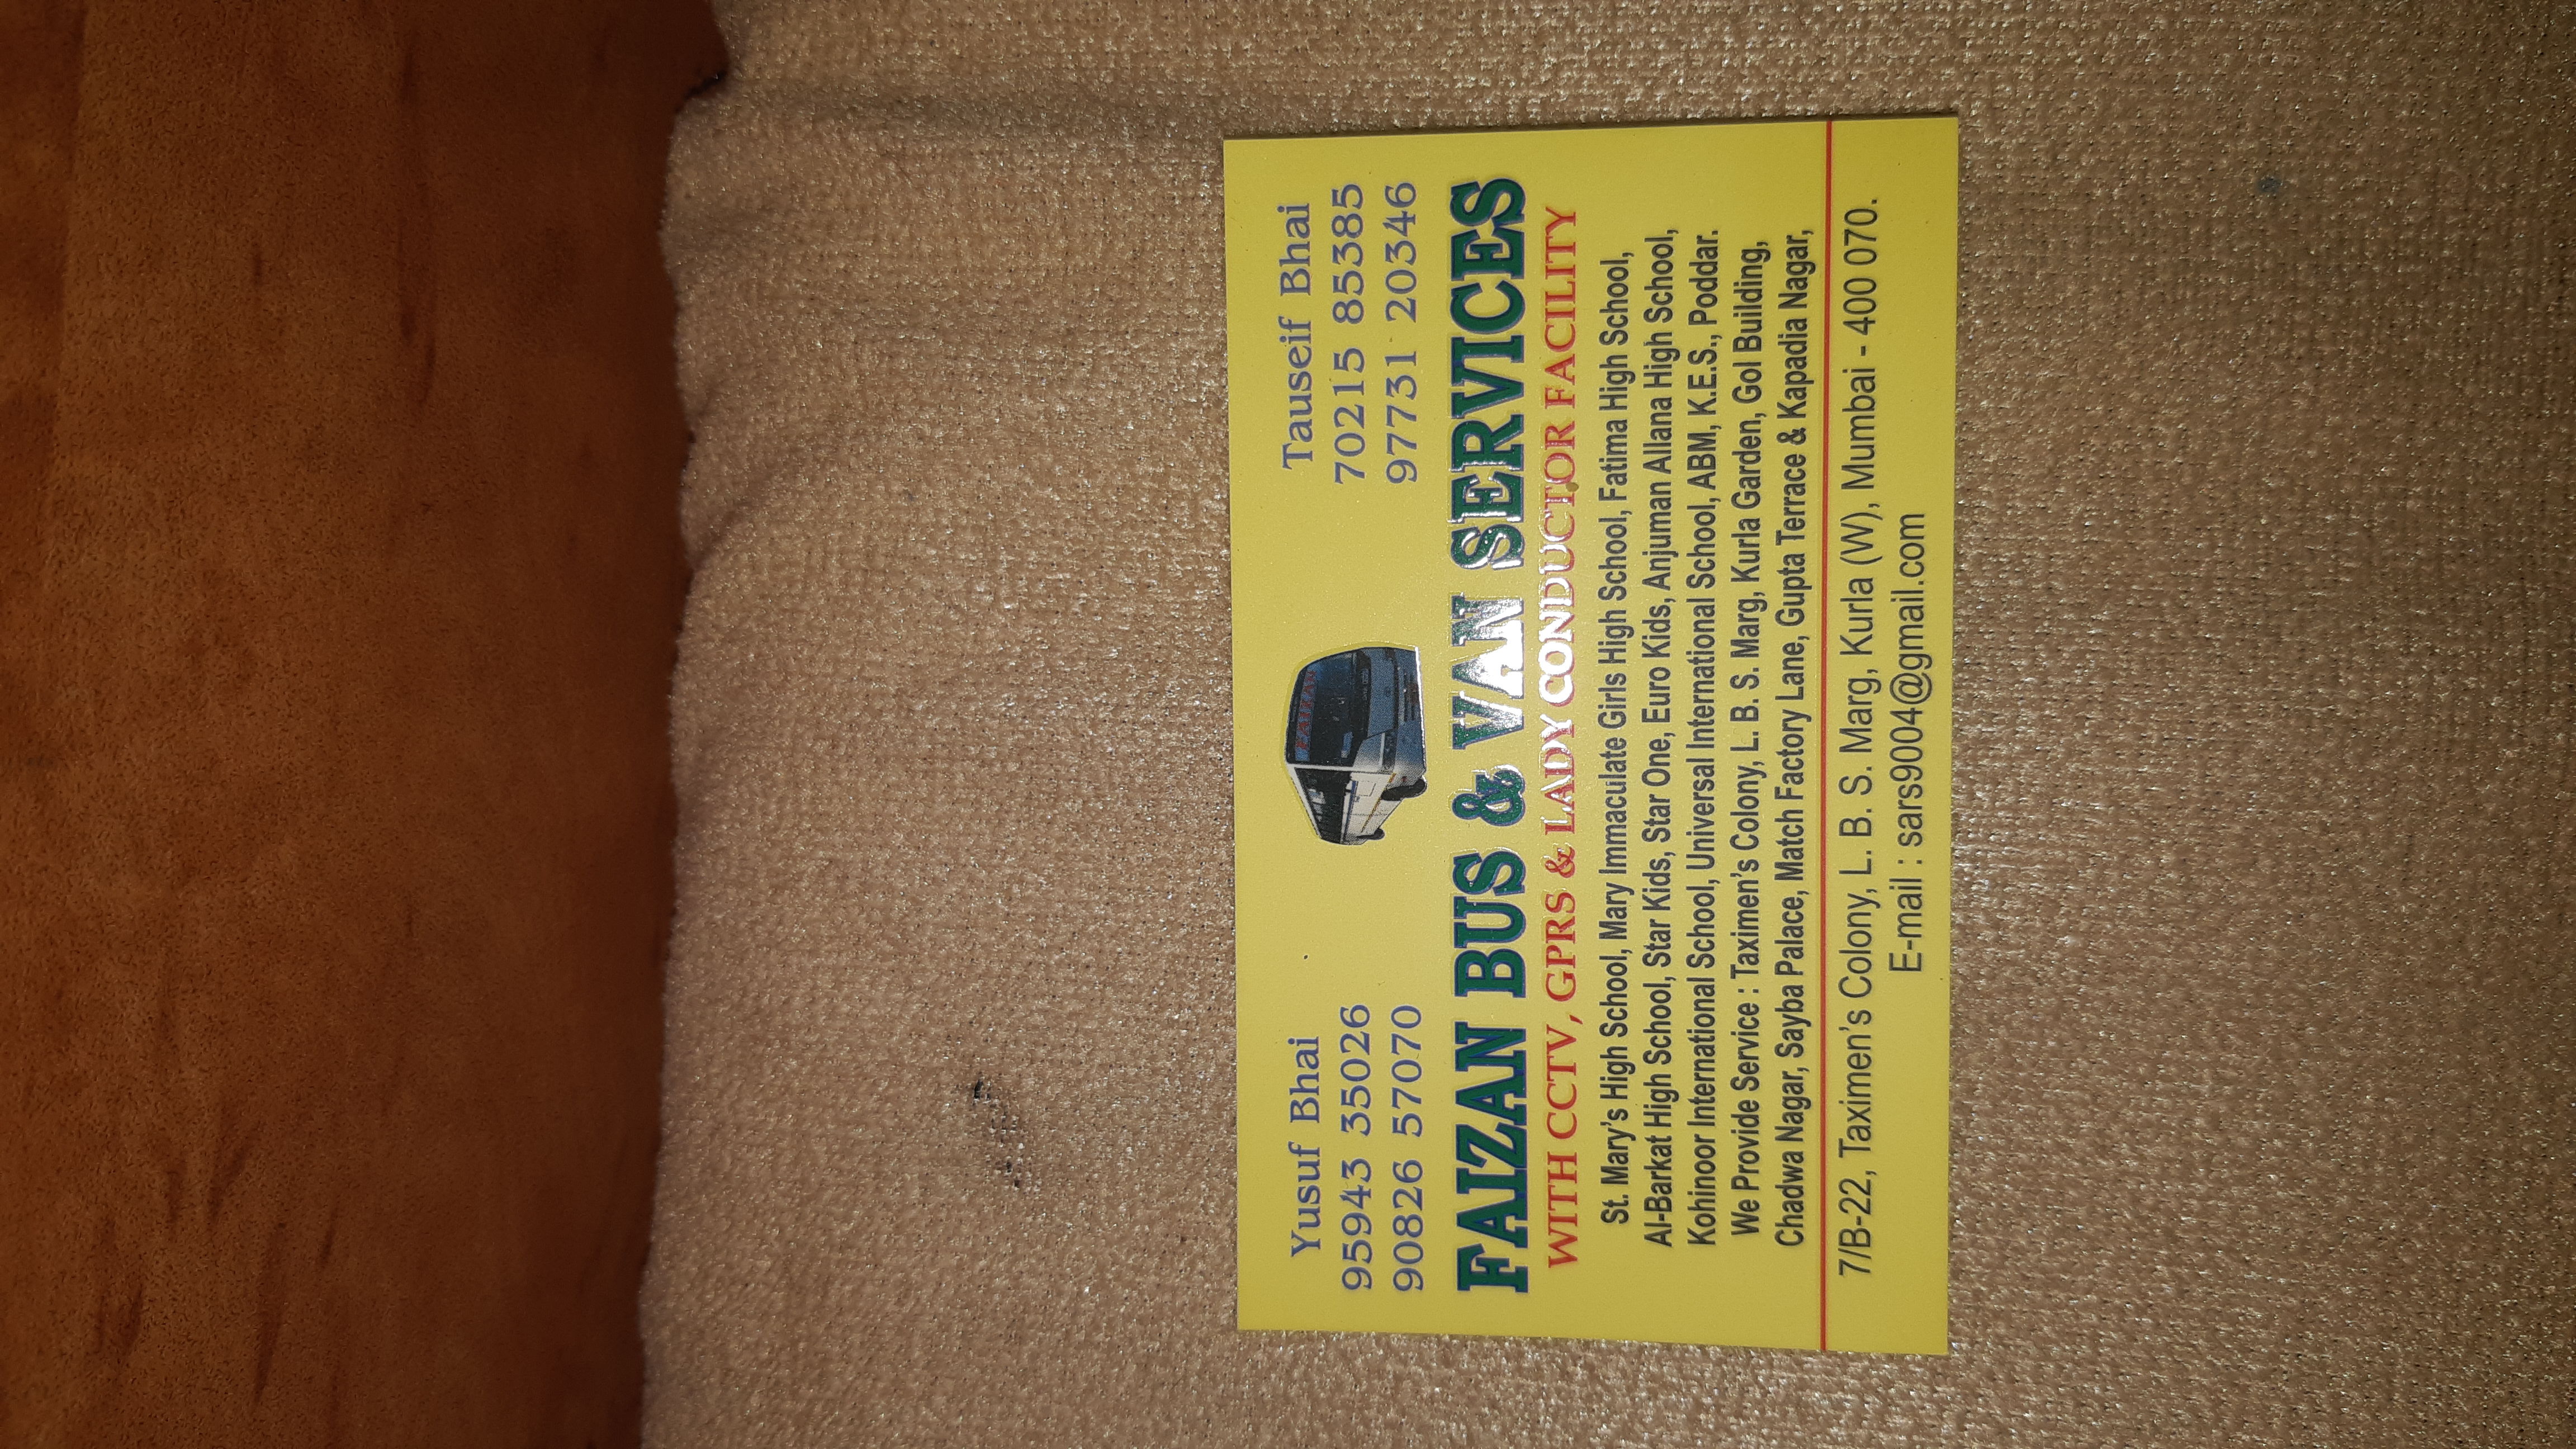 Yusuf Bhai
95943 35026
90826 57070
FAIZAN
Tauseif Bhai
70215 85385
97731 20346
FAIZAN BUS & VAN SERVICES
WITH CCTV, GPRS & LADY CONDUCTOR FACILITY
St. Mary's High School, Mary Immaculate Girls High School, Fatima High School,
Al-Barkat High School, Star Kids, Star One, Euro Kids, Anjuman Allana High School,
Kohinoor International School, Universal International School, ABM, K.E.S., Poddar.
We Provide Service : Taximen's Colony, L. B. S. Marg, Kurla Garden, Gol Building,
Chadwa Nagar, Sayba Palace, Match Factory Lane, Gupta Terrace & Kapadia Nagar,
7/B-22, Taximen's Colony, L. B. S. Marg, Kurla (W), Mumbai - 400 070.
E-mail : sars9004@gmail.com